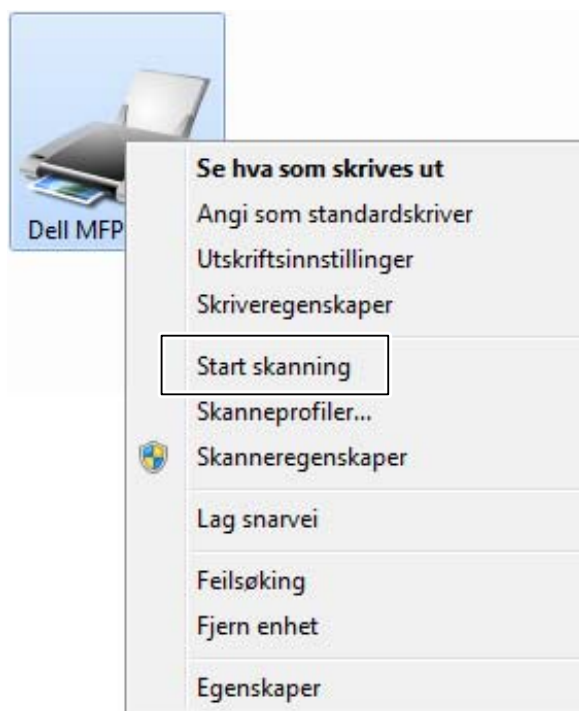 Dell MFP
Se hva som skrives ut
Angi som standardskriver
Utskriftsinnstillinger
Skriveregenskaper
Start skanning
Skanneprofiler...
Skanneregenskaper
Lag snarvei
Feilsøking
Fjern enhet
Egenskaper